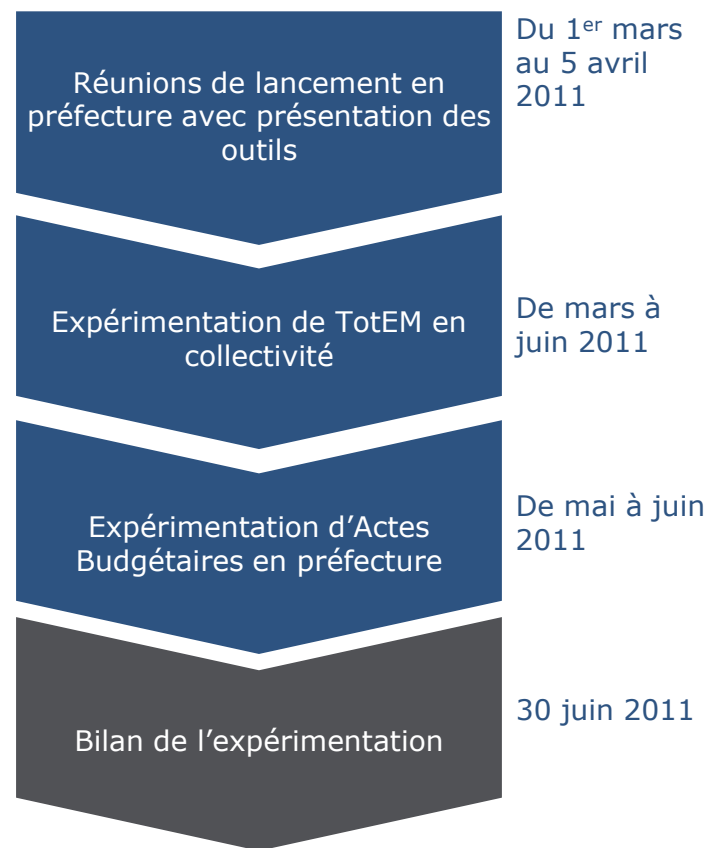 Réunions de lancement en
préfecture avec présentation des
outils
Du 1er mars
au 5 avril
2011
Expérimentation de TotEM en
collectivité
De mars à
juin 2011
Expérimentation d’Actes
Budgétaires en préfecture
De mai à juin
2011
Bilan de l’expérimentation
30 juin 2011